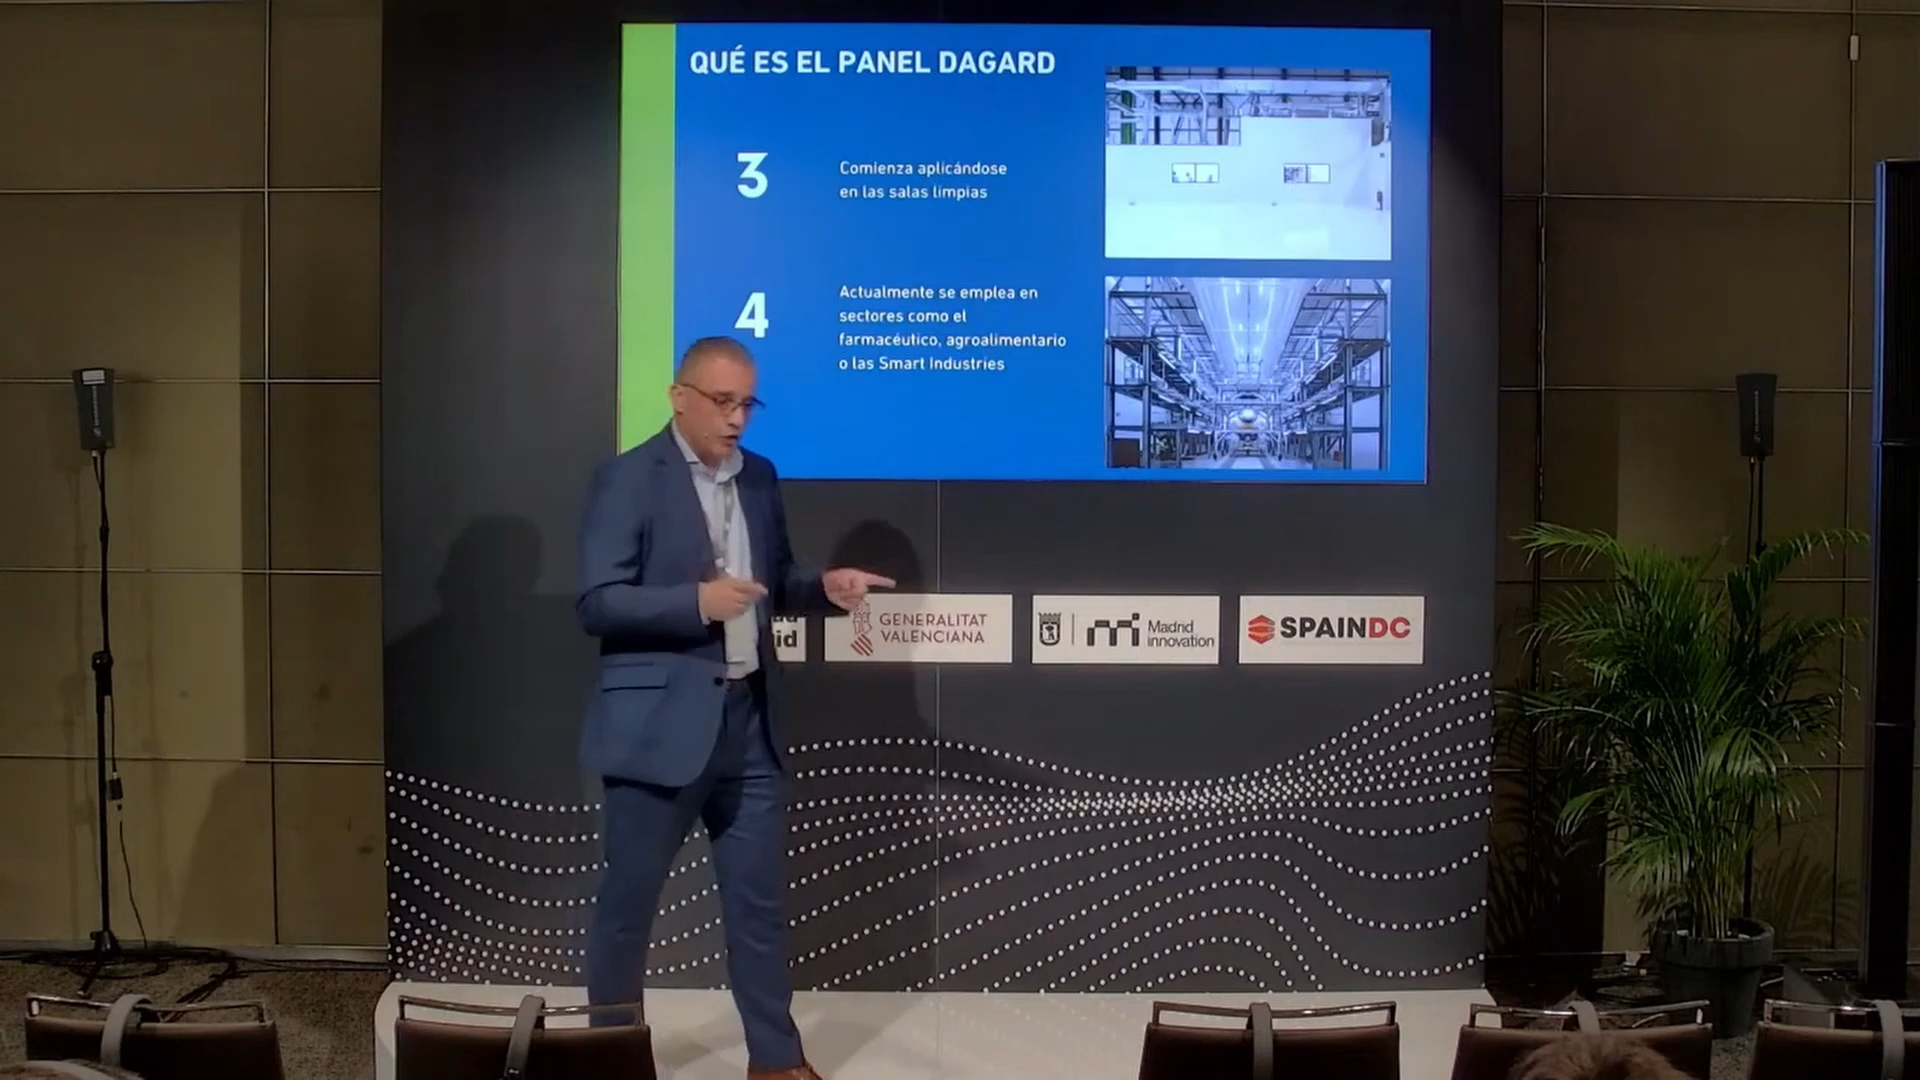 QUÉ ES EL PANEL DAGARD
3
Comienza aplicándose
en las salas limpias
4
Actualmente se emplea en
sectores como el
farmacéutico, agroalimentario
o las Smart Industries
GENERALITAT
VALENCIANA
Madrid
innovation
SPAINDC